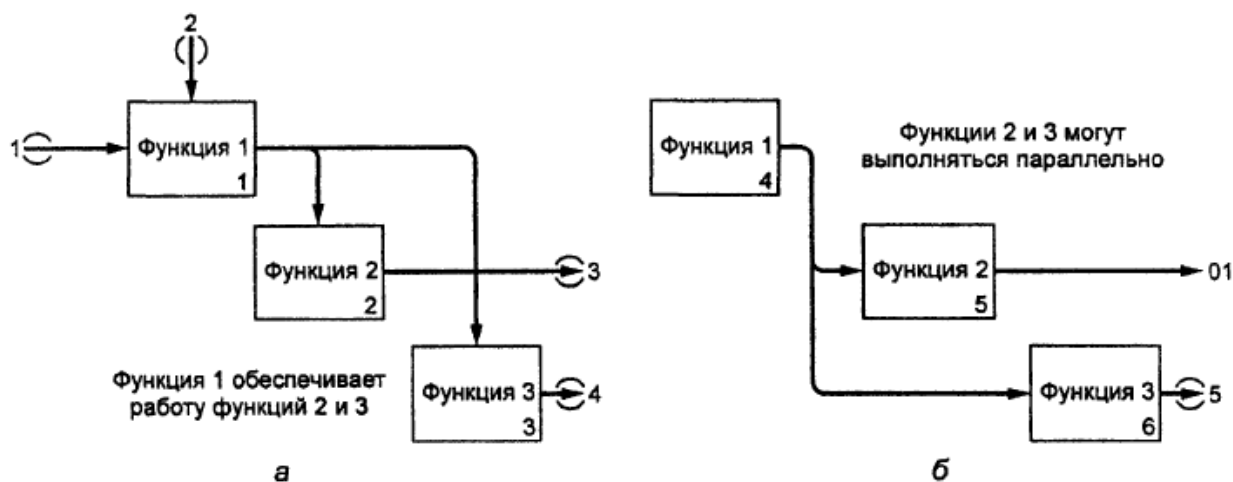 2
1
Функция 1
1
Функция 2
2
3
Функция 3
3
4
Функция 1 обеспечивает
работу функций 2 и 3
а
Функция 1
4
Функции 2 и 3 могут
выполняться параллельно
Функция 2
5
01
Функция 3
6
5
б